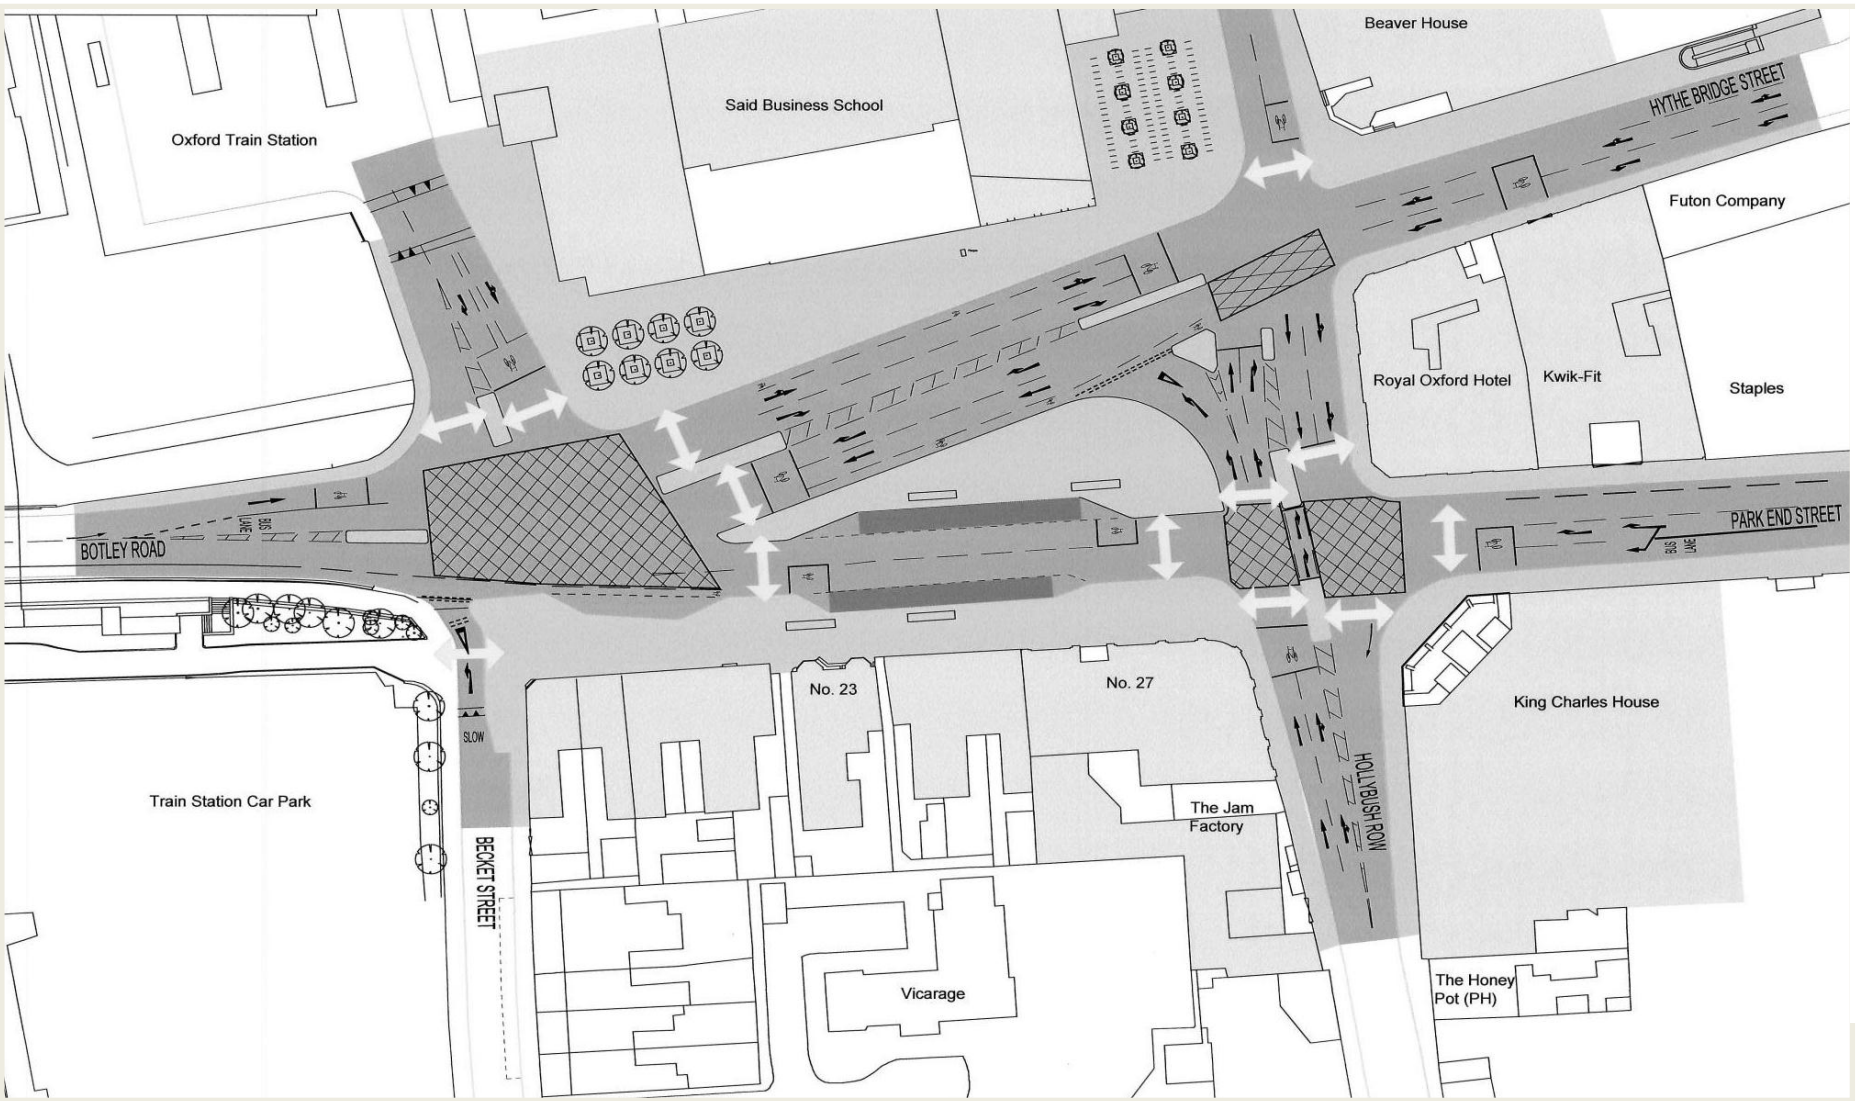 Beaver House
HYTHE BRIDGE STREET
Said Business School
Oxford Train Station
Futon Company
Royal Oxford Hotel
Kwik-Fit
Staples
BUS
LANE
BOTLEY ROAD
PARK END STREET
BUS
LANE
No. 23
No. 27
King Charles House
SLOW
Train Station Car Park
The Jam
Factory
HOLLYBUSH ROW
BECKET STREET
Vicarage
The Honey
Pot (PH)